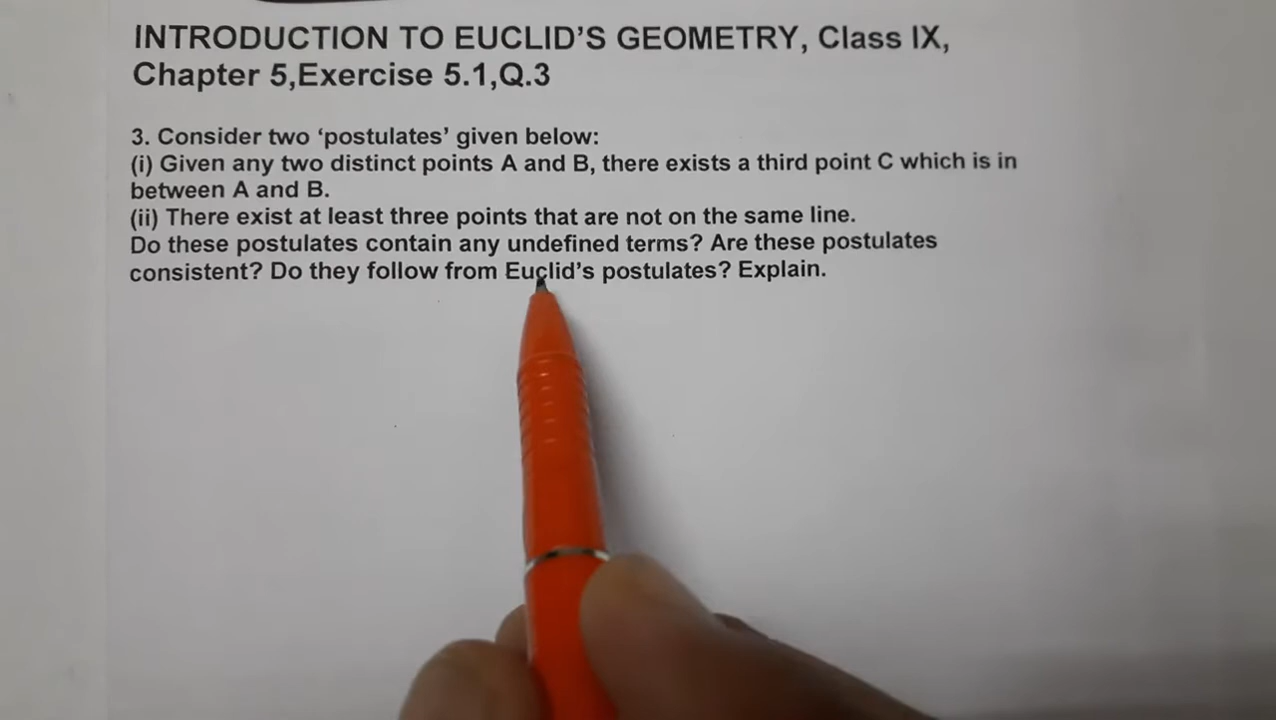 INTRODUCTION TO EUCLID’S GEOMETRY, Class IX,
Chapter 5,Exercise 5.1,Q.3
3. Consider two ‘postulates’ given below:
(i) Given any two distinct points A and B, there exists a third point C which is in
between A and B.
(ii) There exist at least three points that are not on the same line.
Do these postulates contain any undefined terms? Are these postulates
consistent? Do they follow from Euclid’s postulates? Explain.